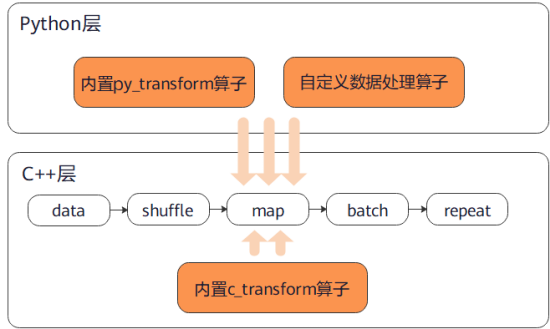 Python层
内置py_transform算子
自定义数据处理算子
C++层
data
shuffle
map
batch
repeat
内置c_transform算子